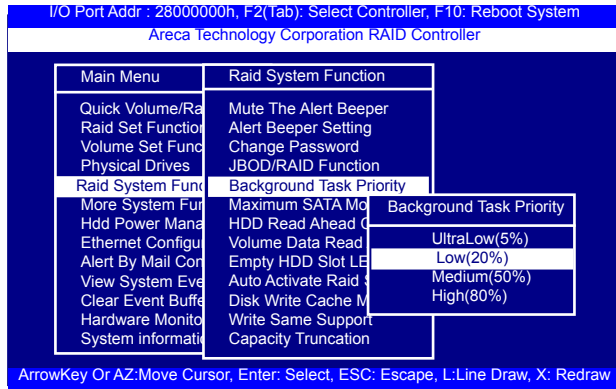 I/O Port Addr : 28000000h, F2(Tab): Select Controller, F10: Reboot System
Areca Technology Corporation RAID Controller
Main Menu
Quick Volume/Ra
Raid Set Function
Volume Set Func
Physical Drives
Raid System Func
More System Fun
Hdd Power Mana
Ethernet Configu
Alert By Mail Con
View System Eve
Clear Event Buffe
Hardware Monito
System informati
Raid System Function
Mute The Alert Beeper
Alert Beeper Setting
Change Password
JBOD/RAID Function
Background Task Priority
Maximum SATA Mo
HDD Read Ahead C
Volume Data Read
Empty HDD Slot LE
Auto Activate Raid S
Disk Write Cache M
Write Same Support
Capacity Truncation
Background Task Priority
UltraLow(5%)
Low(20%)
Medium(50%)
High(80%)
ArrowKey Or AZ:Move Cursor, Enter: Select, ESC: Escape, L:Line Draw, X: Redraw